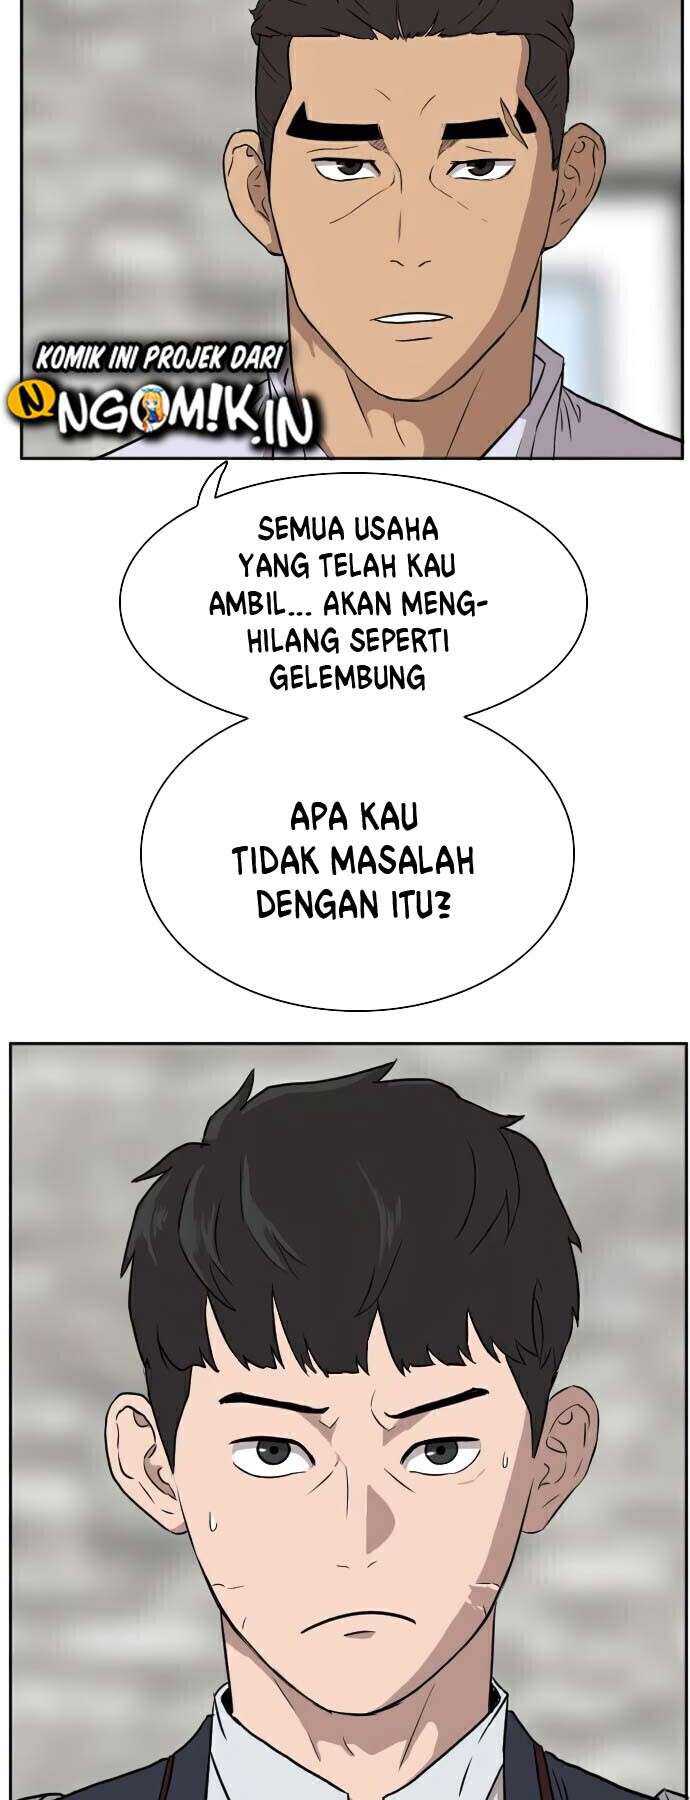 KOMIK INI PROJEK DARI
N NGOMIK.IN
SEMUA USAHA
YANG TELAH KAU
AMBIL... AKAN MENG-
HILANG SEPERTI
GELEMBUNG
APA KAU
TIDAK MASALAH
DENGAN ITU?